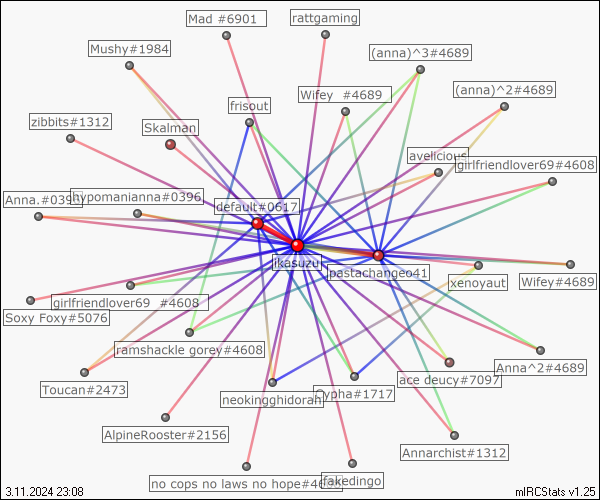 Mad #6901
rattgaming
Mushy#1984
(anna)^3#4689
Wifey #4689
(anna)^2#4689
frisout
zibbits#1312
Skalman
avelicious
girlfriendlover69#4608
Anna.#0396
hypomanianna#0396
default#0617
jkasuzu
pastachangeo41
xenoyaut
Wifey#4689
girlfriendlover69 #4608
Soxy Foxy#5076
ramshackle gorey#4608
Toucan#2473
neokingghidorah
Cypha#1717
ace deucy#7097
Anna^2#4689
AlpineRooster#2156
Annarchist#1312
no cops no laws no hope#4689
fakedingo
3.11.2024 23:08
mIRCStats v1.25